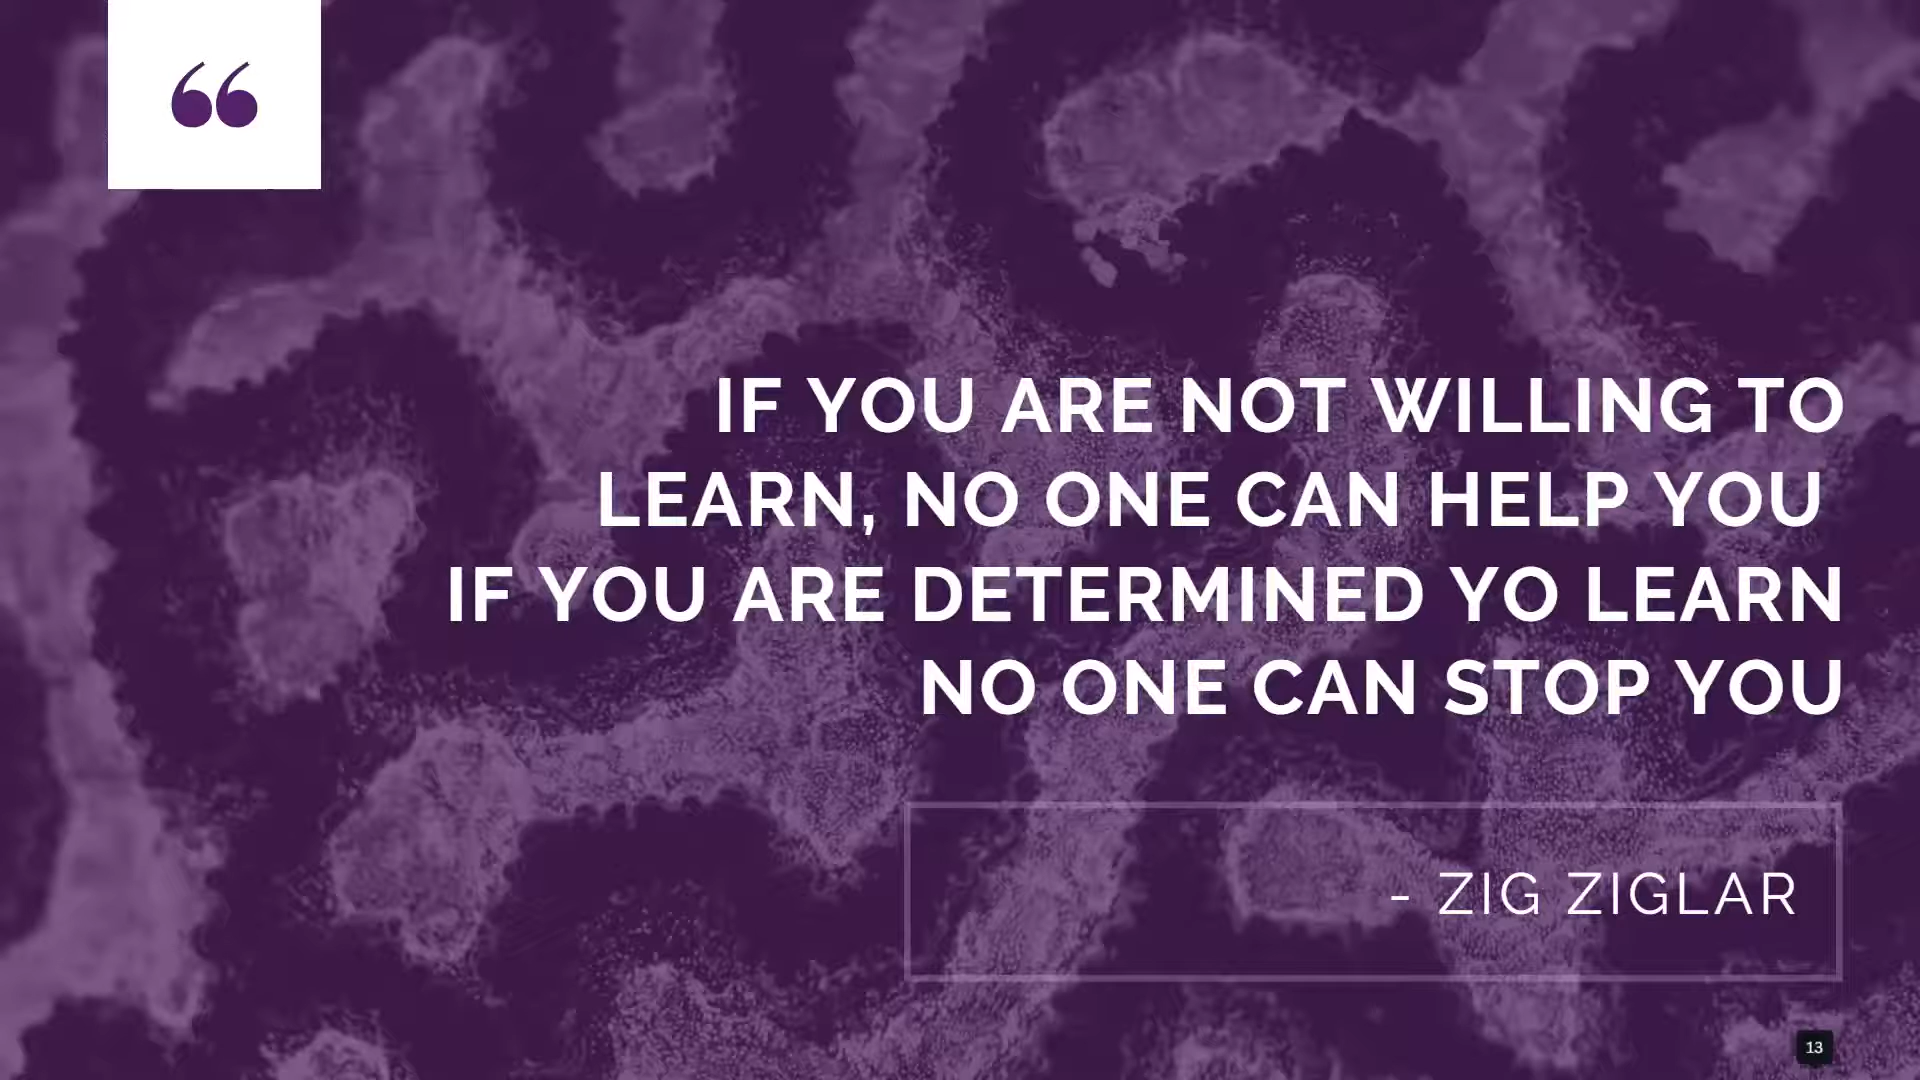 “
IF YOU ARE NOT WILLING TO
LEARN, NO ONE CAN HELP YOU
IF YOU ARE DETERMINED YO LEARN
NO ONE CAN STOP YOU
- ZIG ZIGLAR
13